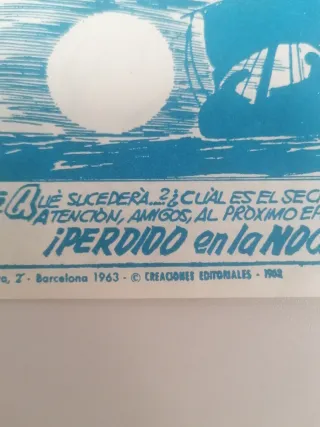 QUÉ SUCEDERÁ...? ¿CUÁL ES EL SEC
ATENCIÓN, AMIGOS, AL PRÓXIMO EP
¡PERDIDO en la NOC
, 2º - Barcelona 1963 - © CREACIONES EDITORIALES - 1962